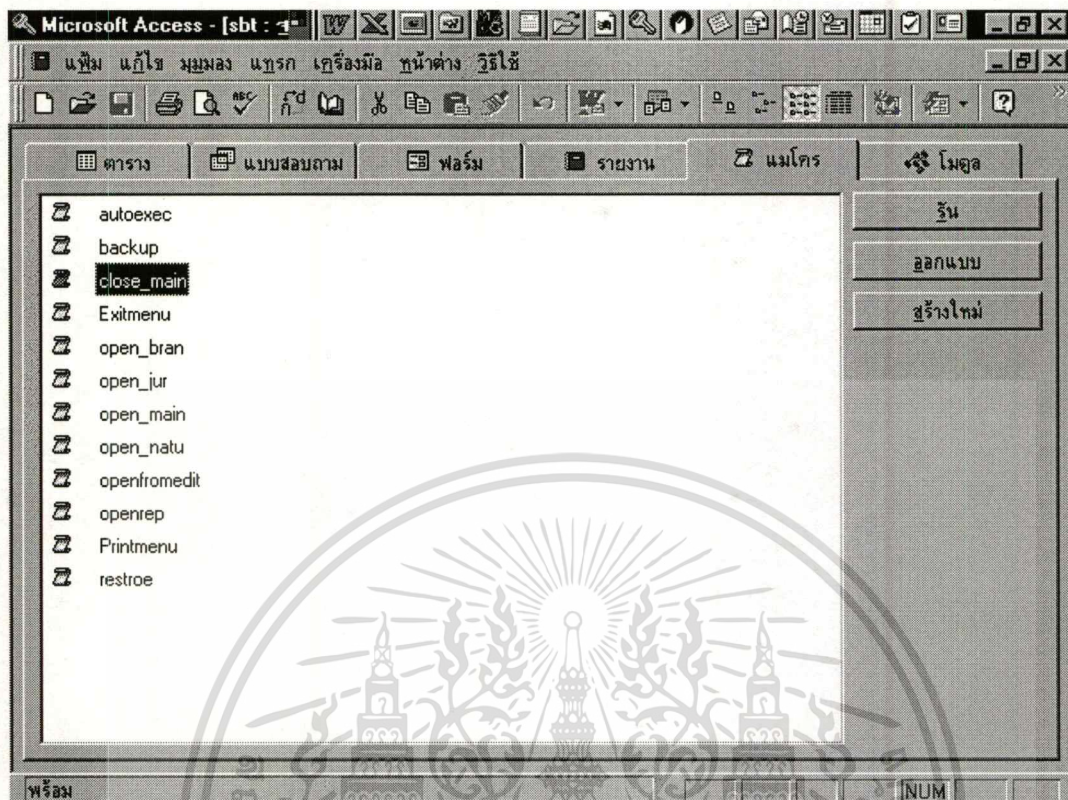 Microsoft Access - [sbt : ฐ
แฟ้ม แก้ไข มุมมอง แทรก เครื่องมือ หน้าต่าง วิธีใช้
ตาราง แบบสอบถาม ฟอร์ม รายงาน แมโคร โมดูล
autoexec
backup
close_main
Exitmenu
open_bran
open_jur
open_main
open_natu
openfromedit
openrep
Printmenu
restroe
รัน
ออกแบบ
สร้างใหม่
พร้อม NUM